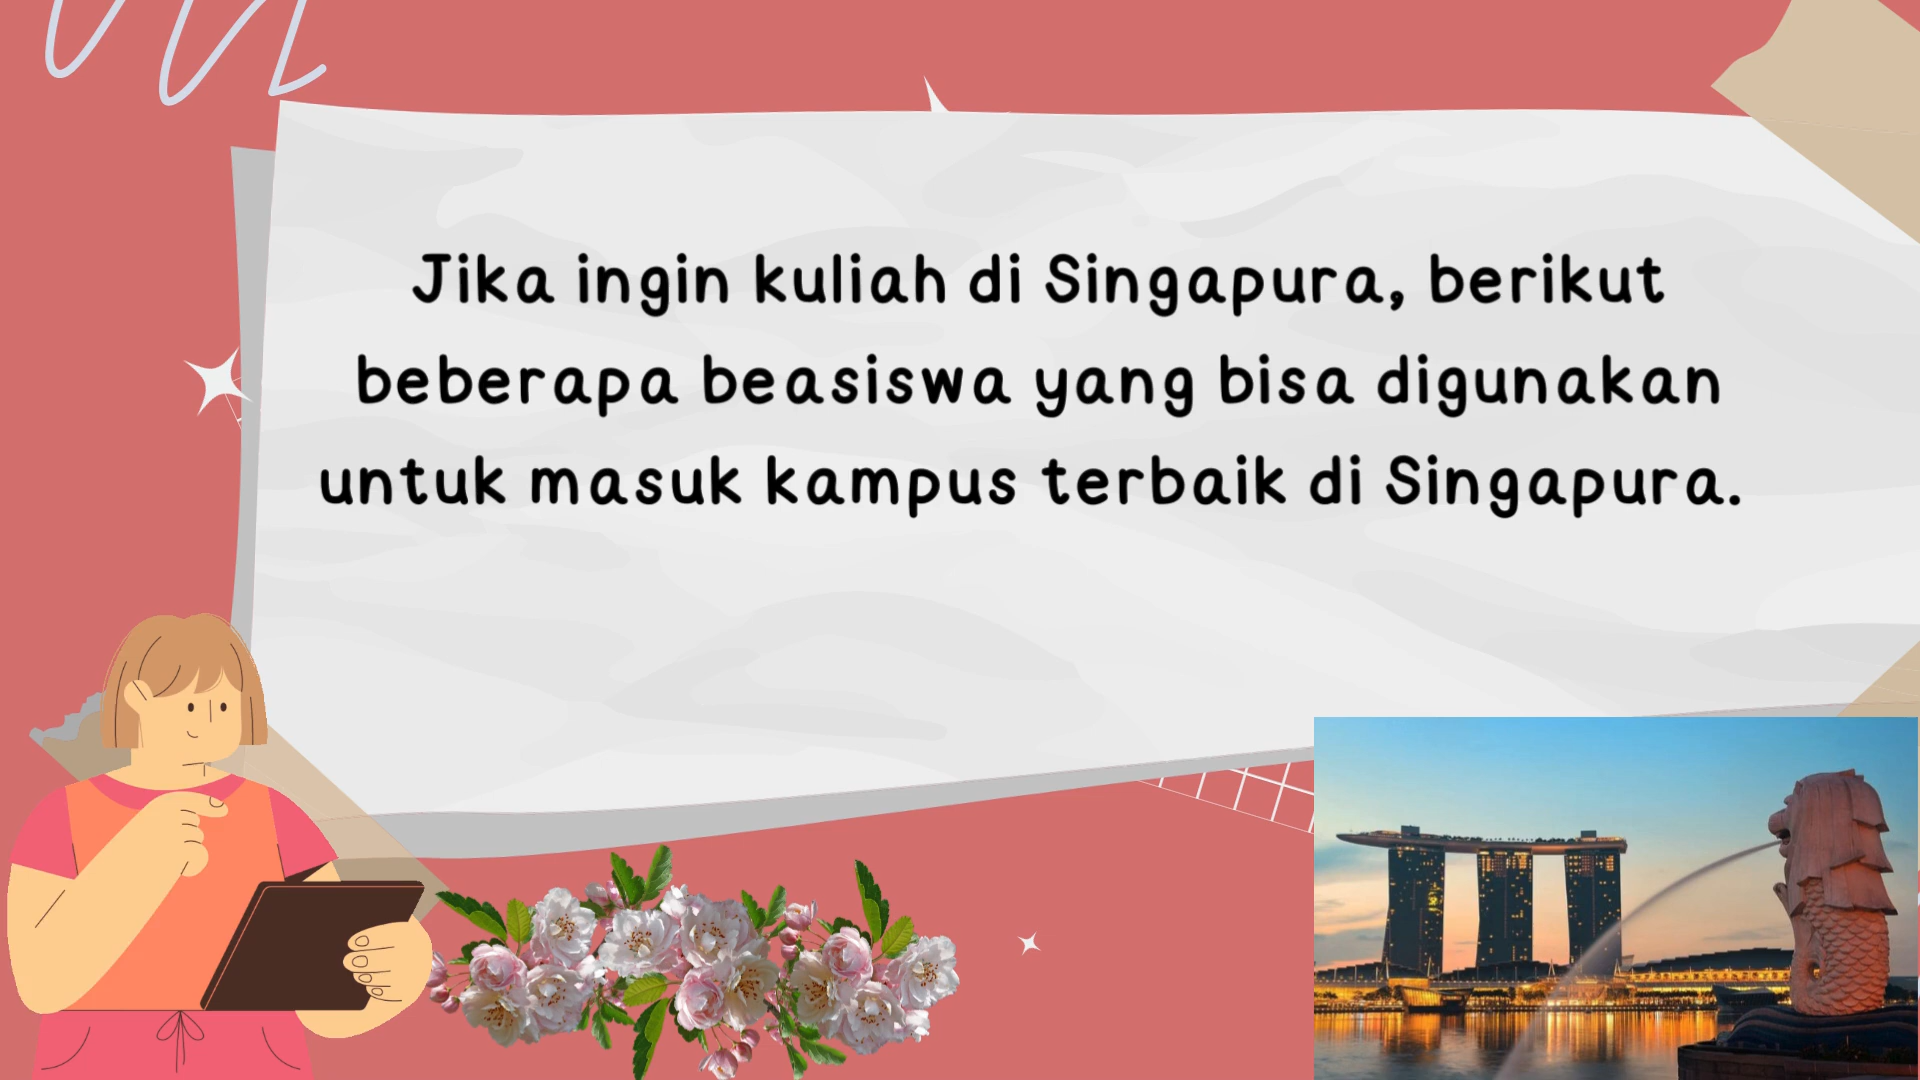 Jika ingin kuliah di Singapura, berikut
beberapa beasiswa yang bisa digunakan
untuk masuk kampus terbaik di Singapura.